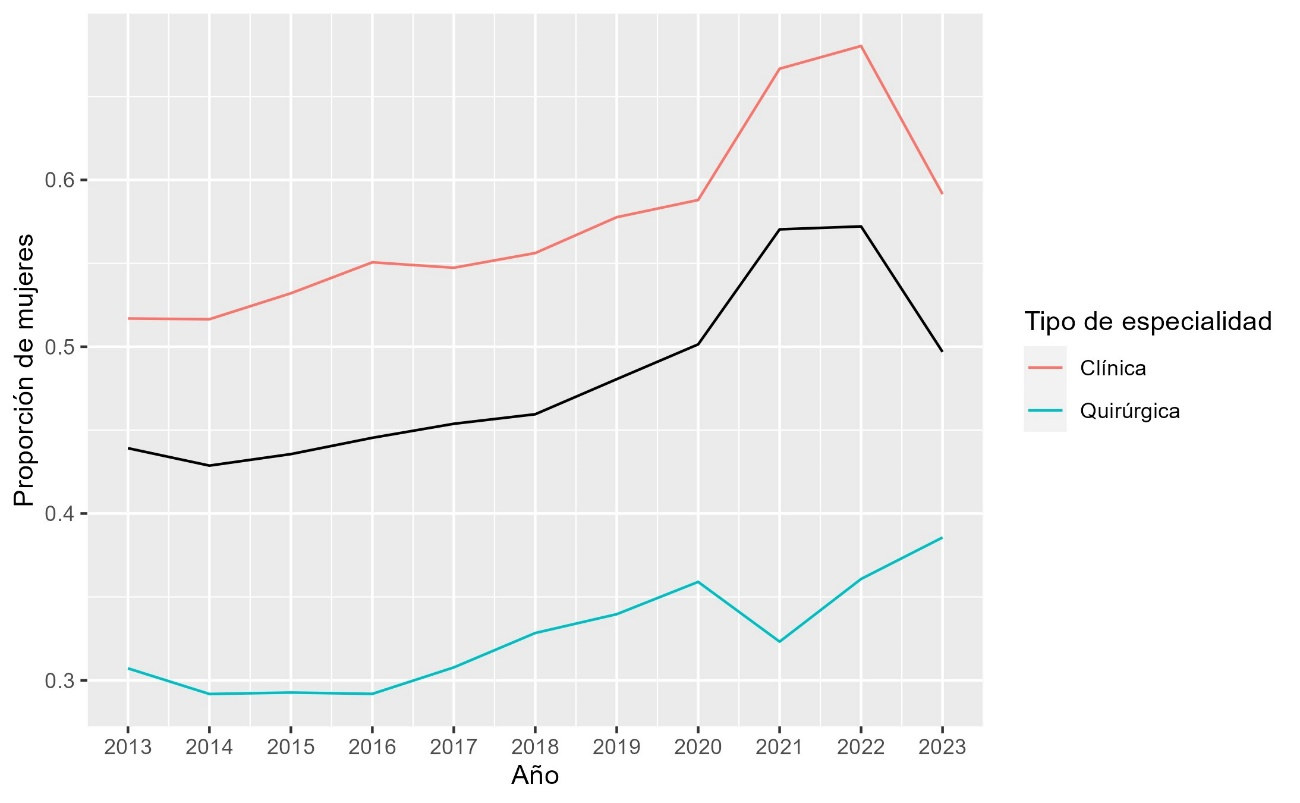 Proporción de mujeres
0.6
0.5
0.4
0.3
2013 2014 2015 2016 2017 2018 2019 2020 2021 2022 2023
Año
Tipo de especialidad
Clínica
Quirúrgica